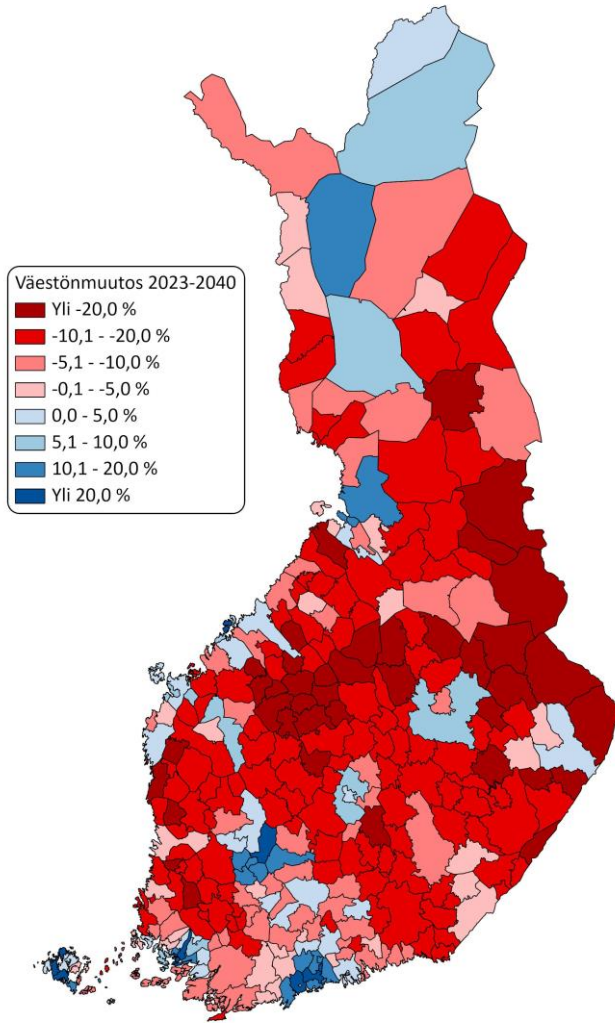 Väestönmuutos 2023-2040
Yli -20,0 %
-10,1 - -20,0 %
-5,1 - -10,0 %
-0,1 - -5,0 %
0,0 - 5,0 %
5,1 - 10,0 %
10,1 - 20,0 %
Yli 20,0 %